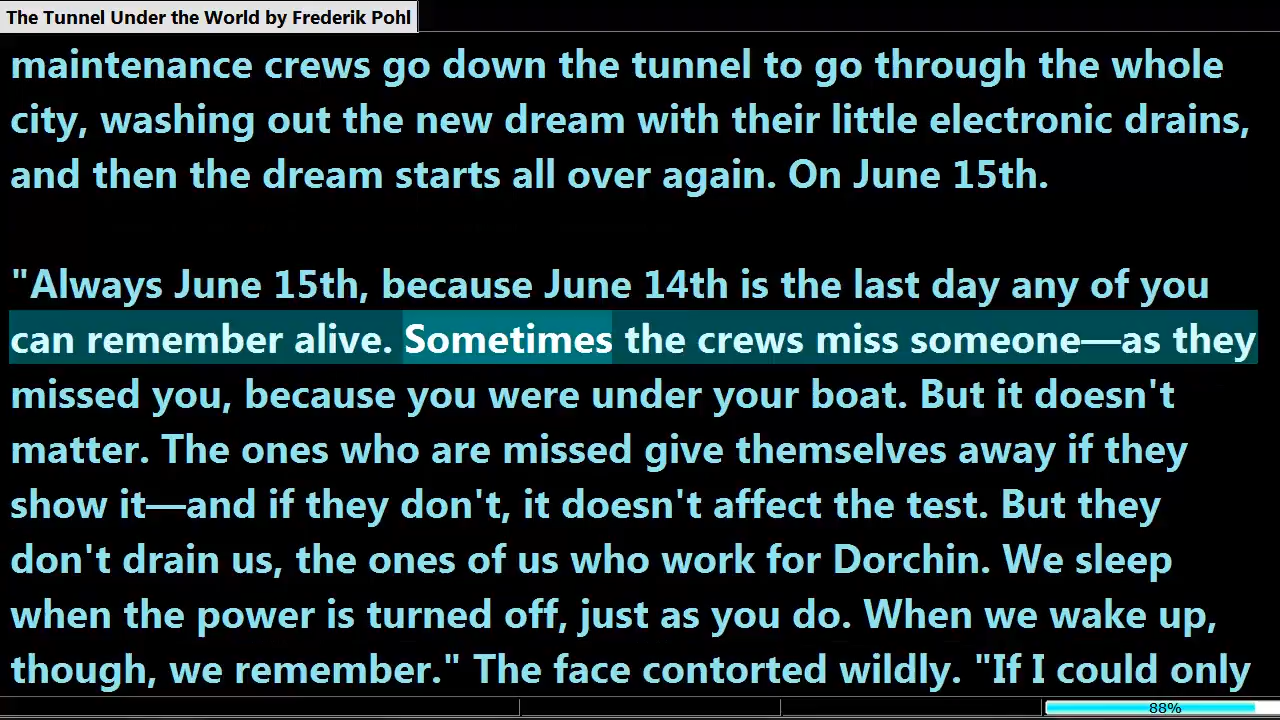 The Tunnel Under the World by Frederik Pohl
maintenance crews go down the tunnel to go through the whole
city, washing out the new dream with their little electronic drains,
and then the dream starts all over again. On June 15th.
"Always June 15th, because June 14th is the last day any of you
can remember alive. Sometimes the crews miss someone—as they
missed you, because you were under your boat. But it doesn't
matter. The ones who are missed give themselves away if they
show it—and if they don't, it doesn't affect the test. But they
don't drain us, the ones of us who work for Dorchin. We sleep
when the power is turned off, just as you do. When we wake up,
though, we remember." The face contorted wildly. "If I could only
88%